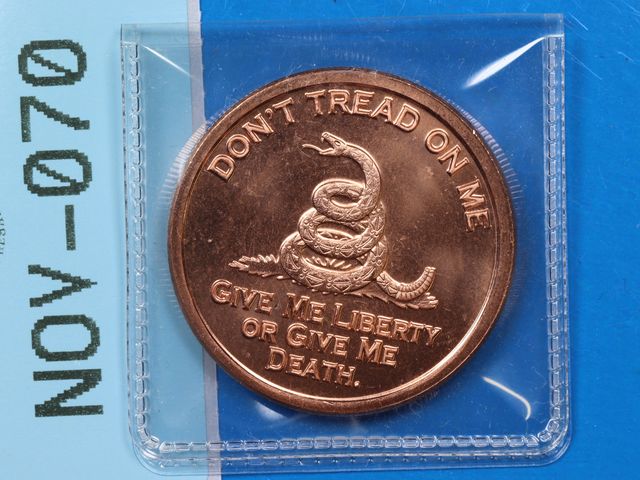 NOV-070
DON'T TREAD ON ME
GIVE ME LIBERTY
OR GIVE ME
DEATH.